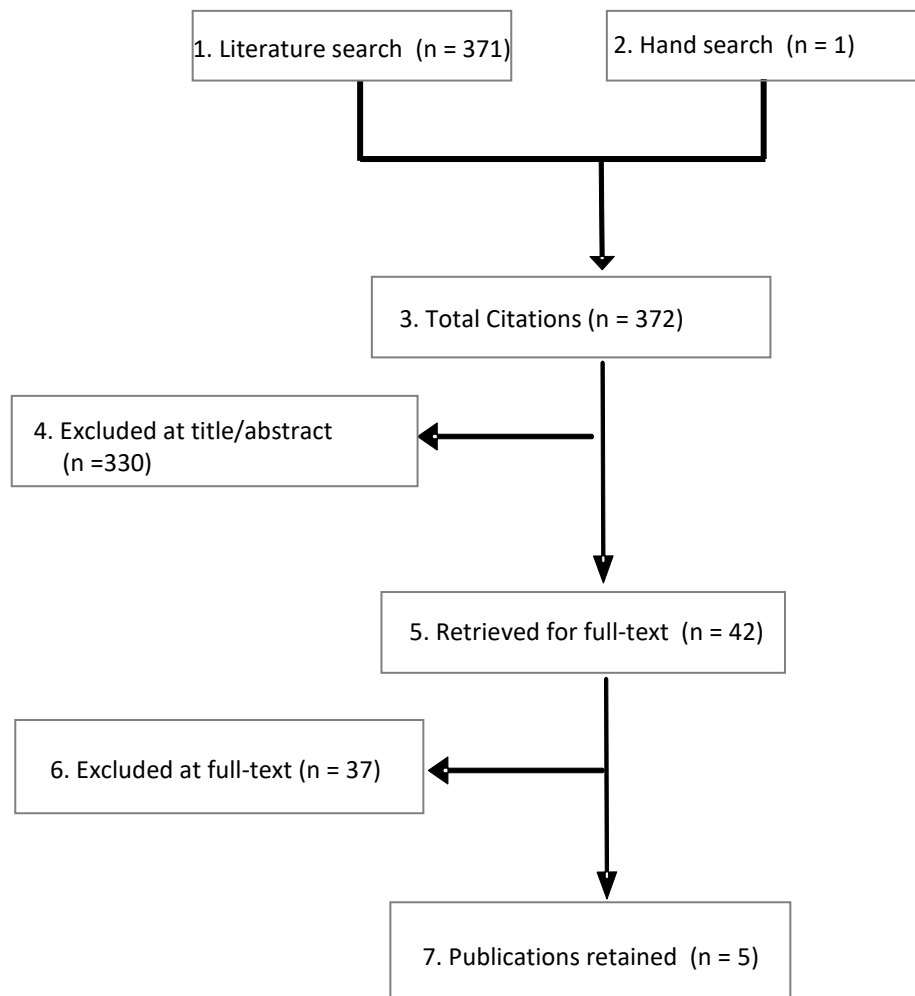 1. Literature search  (n = 371)
2. Hand search  (n = 1)
3. Total Citations (n = 372)
4. Excluded at title/abstract
(n =330)
5. Retrieved for full-text  (n = 42)
6. Excluded at full-text (n = 37)
7. Publications retained  (n = 5)